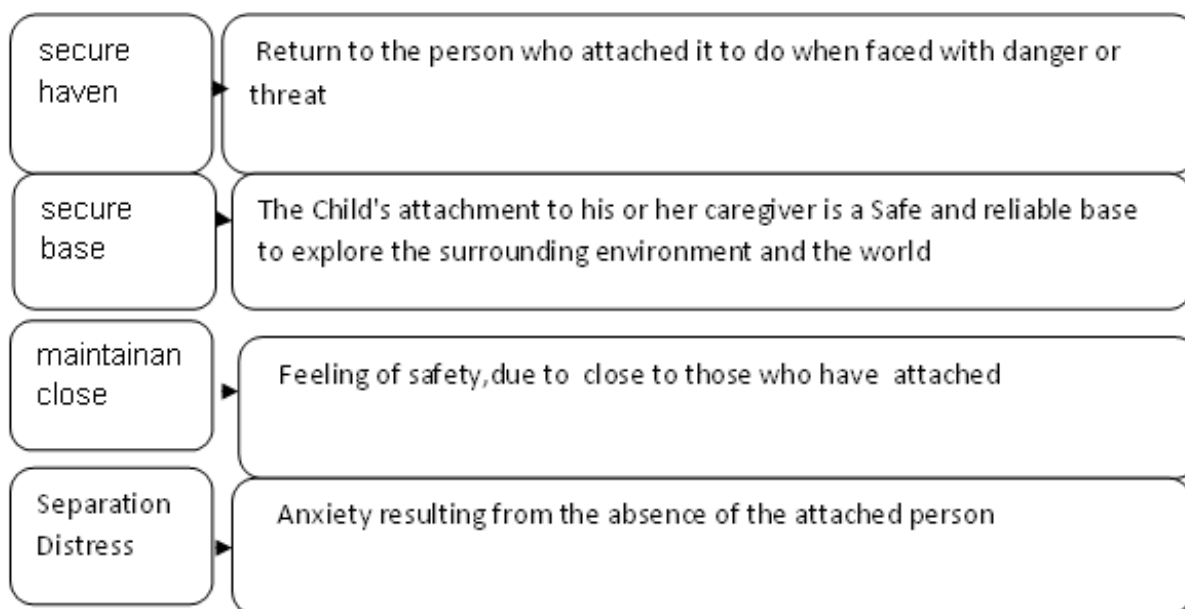 secure
haven
Return to the person who attached it to do when faced with danger or
threat
secure
base
The Child's attachment to his or her caregiver is a Safe and reliable base
to explore the surrounding environment and the world
maintainan
close
Feeling of safety,due to close to those who have attached
Separation
Distress
Anxiety resulting from the absence of the attached person